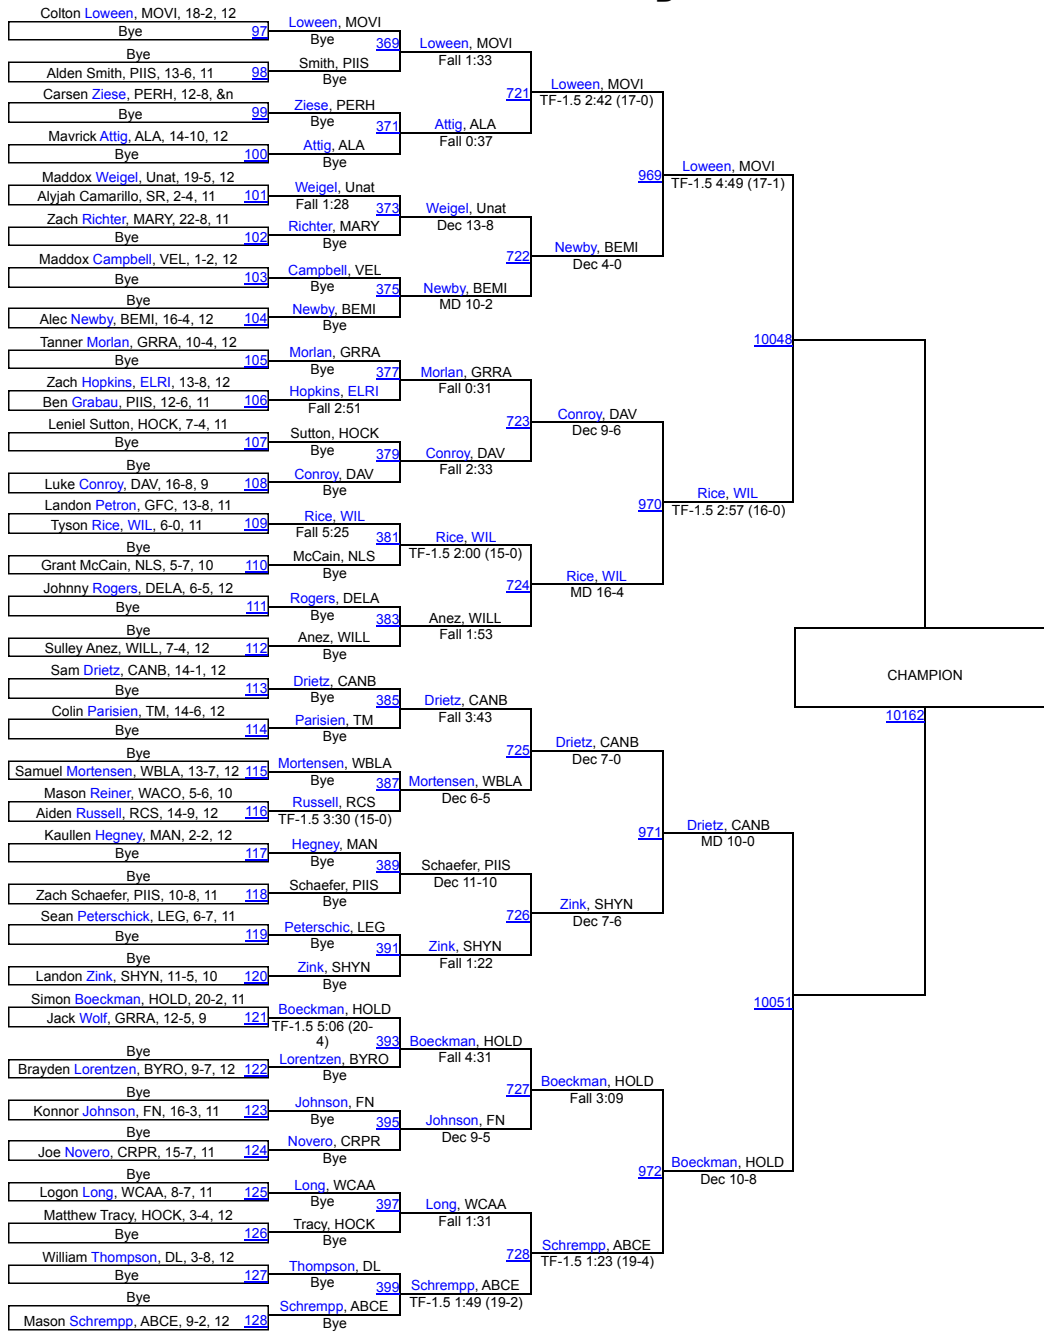 Colton Loween, MOVI, 18-2, 12
Bye 97
Bye
Alden Smith, PIIS, 13-6, 11 98
Carsen Ziese, PERH, 12-8, &n
Bye 99
Mavrick Attig, ALA, 14-10, 12
Bye 100
Maddox Weigel, Unat, 19-5, 12
Alyjah Camarillo, SR, 2-4, 11 101
Zach Richter, MARY, 22-8, 11
Bye 102
Maddox Campbell, VEL, 1-2, 12
Bye 103
Bye
Alec Newby, BEMI, 16-4, 12 104
Tanner Morlan, GRRA, 10-4, 12
Bye 105
Zach Hopkins, ELRI, 13-8, 12
Ben Grabau, PIIS, 12-6, 11 106
Leniel Sutton, HOCK, 7-4, 11
Bye 107
Bye
Luke Conroy, DAV, 16-8, 9 108
Landon Petron, GFC, 13-8, 11
Tyson Rice, WIL, 6-0, 11 109
Bye
Grant McCain, NLS, 5-7, 10 110
Johnny Rogers, DELA, 6-5, 12
Bye 111
Bye
Sulley Anez, WILL, 7-4, 12 112
Sam Drietz, CANB, 14-1, 12
Bye 113
Colin Parisien, TM, 14-6, 12
Bye 114
Bye
Samuel Mortensen, WBLA, 13-7, 12 115
Mason Reiner, WACO, 5-6, 10
Aiden Russell, RCS, 14-9, 12 116
Kaullen Hegney, MAN, 2-2, 12
Bye 117
Bye
Zach Schaefer, PIIS, 10-8, 11 118
Sean Peterschick, LEG, 6-7, 11
Bye 119
Bye
Landon Zink, SHYN, 11-5, 10 120
Simon Boeckman, HOLD, 20-2, 11
Jack Wolf, GRRA, 12-5, 9 121
Bye
Brayden Lorentzen, BYRO, 9-7, 12 122
Bye
Konnor Johnson, FN, 16-3, 11 123
Bye
Joe Novero, CRPR, 15-7, 11 124
Bye
Logon Long, WCAA, 8-7, 11 125
Matthew Tracy, HOCK, 3-4, 12
Bye 126
William Thompson, DL, 3-8, 12
Bye 127
Bye
Mason Schrempp, ABCE, 9-2, 12 128
Loween, MOVI
Bye
369
Smith, PIIS
Bye
Ziese, PERH
Bye
371
Attig, ALA
Bye
Weigel, Unat
Fall 1:28
373
Richter, MARY
Bye
Campbell, VEL
Bye
375
Newby, BEMI
Bye
Morlan, GRRA
Bye
377
Hopkins, ELRI
Fall 2:51
Sutton, HOCK
Bye
379
Conroy, DAV
Bye
Rice, WIL
Fall 5:25
381
McCain, NLS
Bye
Rogers, DELA
Bye
383
Anez, WILL
Bye
Drietz, CANB
Bye
385
Parisien, TM
Bye
Mortensen, WBLA
Bye
387
Russell, RCS
TF-1.5 3:30 (15-0)
Hegney, MAN
Bye
389
Schaefer, PIIS
Bye
Peterschic, LEG
Bye
391
Zink, SHYN
Bye
Boeckman, HOLD
TF-1.5 5:06 (20-
4)
393
Lorentzen, BYRO
Bye
Johnson, FN
Bye
395
Novero, CRPR
Bye
Long, WCAA
Bye
397
Tracy, HOCK
Bye
Thompson, DL
Bye
399
Schrempp, ABCE
Bye
Loween, MOVI
Fall 1:33
721
Attig, ALA
Fall 0:37
Weigel, Unat
Dec 13-8
722
Newby, BEMI
MD 10-2
Morlan, GRRA
Fall 0:31
723
Conroy, DAV
Fall 2:33
Rice, WIL
TF-1.5 2:00 (15-0)
724
Anez, WILL
Fall 1:53
Drietz, CANB
Fall 3:43
725
Mortensen, WBLA
Dec 6-5
Schaefer, PIIS
Dec 11-10
726
Zink, SHYN
Fall 1:22
Boeckman, HOLD
Fall 4:31
727
Johnson, FN
Dec 9-5
Long, WCAA
Fall 1:31
728
Schrempp, ABCE
TF-1.5 1:49 (19-2)
Loween, MOVI
TF-1.5 2:42 (17-0)
969
Newby, BEMI
Dec 4-0
Conroy, DAV
Dec 9-6
970
Rice, WIL
MD 16-4
Drietz, CANB
Dec 7-0
971
Zink, SHYN
Dec 7-6
Boeckman, HOLD
Fall 3:09
972
Schrempp, ABCE
TF-1.5 1:23 (19-4)
Loween, MOVI
TF-1.5 4:49 (17-1)
10048
Rice, WIL
TF-1.5 2:57 (16-0)
Drietz, CANB
MD 10-0
10051
Boeckman, HOLD
Dec 10-8
CHAMPION
10162